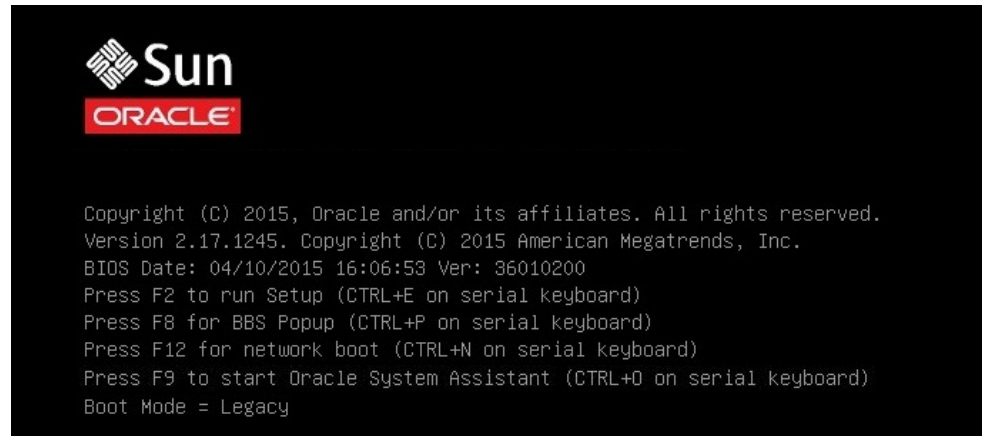 Sun
ORACLE
Copyright (C) 2015, Oracle and/or its affiliates. All rights reserved.
Version 2.17.1245. Copyright (C) 2015 American Megatrends, Inc.
BIOS Date: 04/10/2015 16:06:53 Ver: 36010200
Press F2 to run Setup (CTRL+E on serial keyboard)
Press F8 for BBS Popup (CTRL+P on serial keyboard)
Press F12 for network boot (CTRL+N on serial keyboard)
Press F9 to start Oracle System Assistant (CTRL+O on serial keyboard)
Boot Mode = Legacy